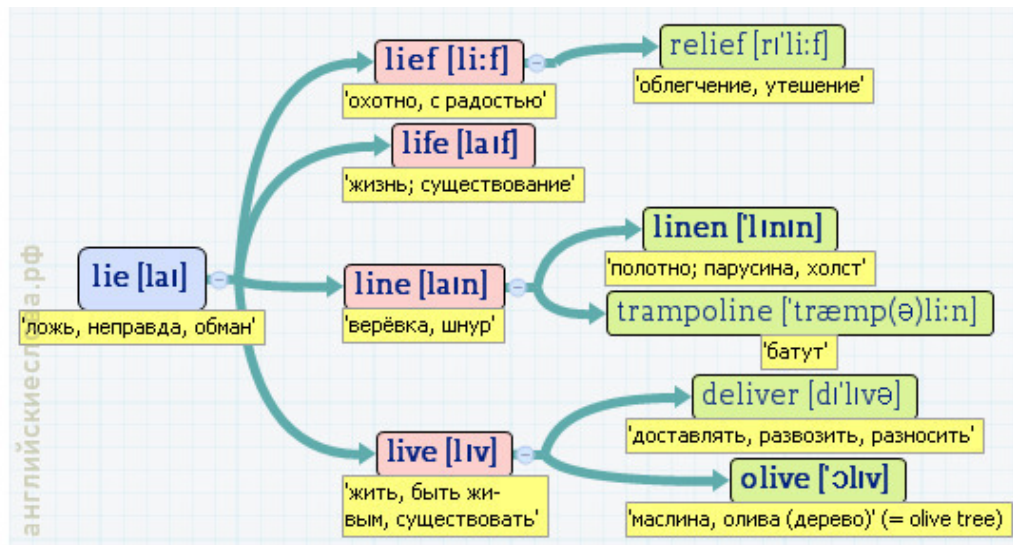 lief [li:f]
'охотно, с радостью'
relief [rɪ'li:f]
'облегчение, утешение'
life [laɪf]
'жизнь; существование'
lie [laɪ]
'ложь, неправда, обман'
line [laɪn]
'верёвка, шнур'
linen ['lɪnɪn]
'полотно; парусина, холст'
trampoline ['træmp(ə)li:n]
'батут'
live [lɪv]
'жить, быть жи-
вым, существовать'
deliver [dɪ'lɪvə]
'доставлять, развозить, разносить'
olive ['ɔlɪv]
'маслина, олива (дерево)' (= olive tree)
английскиеслова.рф